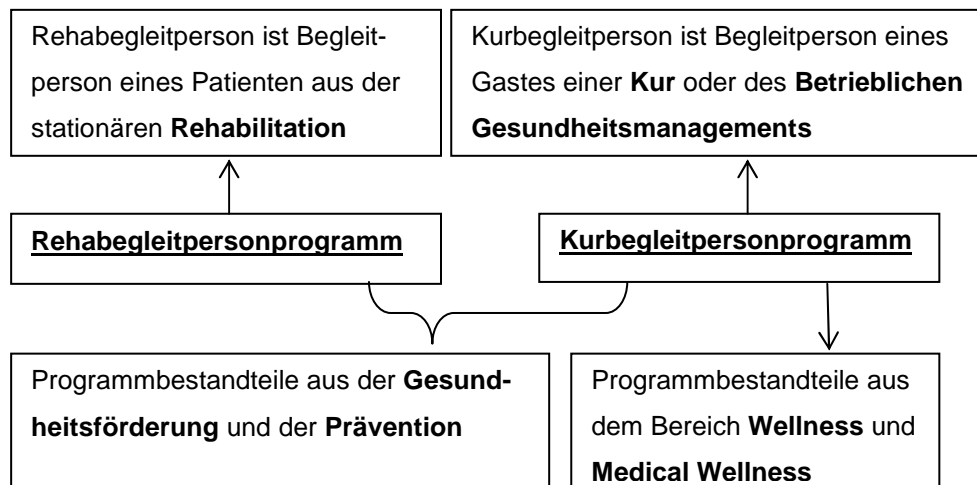 Rehabegleitperson ist Begleit-
person eines Patienten aus der
stationären Rehabilitation
Kurbegleitperson ist Begleitperson eines
Gastes einer Kur oder des Betrieblichen
Gesundheitsmanagements
Rehabegleitpersonprogramm
Kurbegleitpersonprogramm
Programmbestandteile aus der Gesund-
heitsförderung und der Prävention
Programmbestandteile aus
dem Bereich Wellness und
Medical Wellness